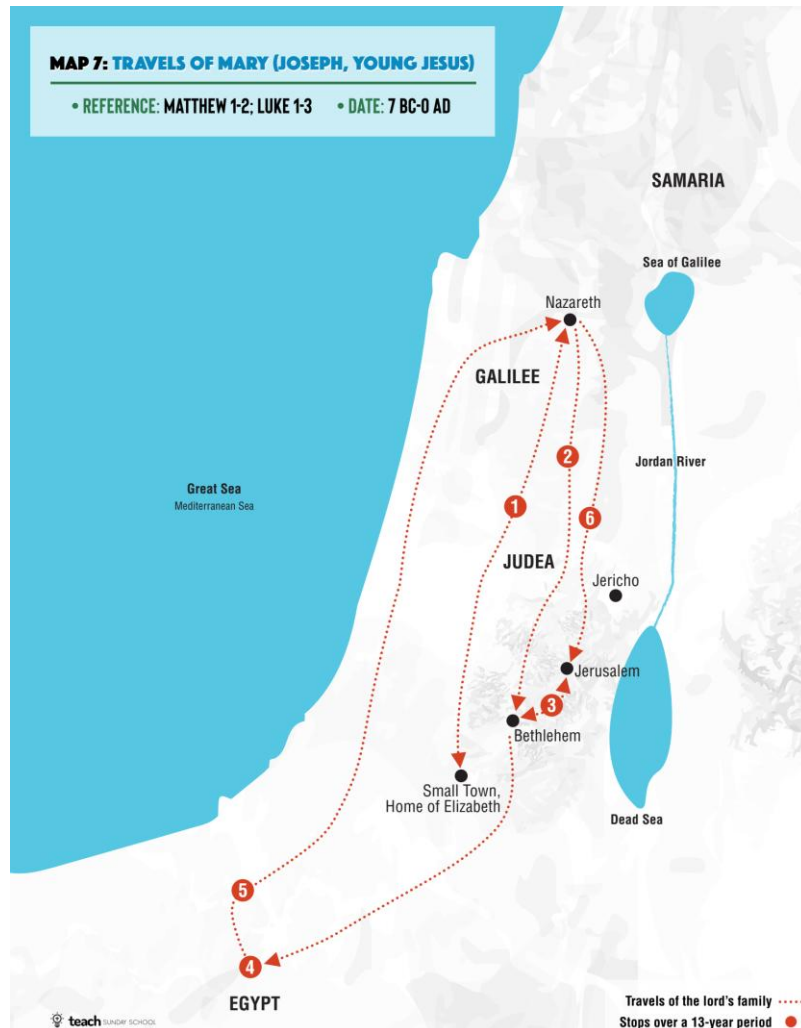 MAP 7: TRAVELS OF MARY (JOSEPH, YOUNG JESUS)
• REFERENCE: MATTHEW 1-2; LUKE 1-3 • DATE: 7 BC-0 AD
SAMARIA
Sea of Galilee
Nazareth
GALILEE
2
Jordan River
Great Sea
Mediterranean Sea
1
6
JUDEA
Jericho
Jerusalem
3
Bethlehem
Small Town,
Home of Elizabeth
Dead Sea
5
4
EGYPT
teach SUNDAY SCHOOL
Travels of the lord's family
Stops over a 13-year period